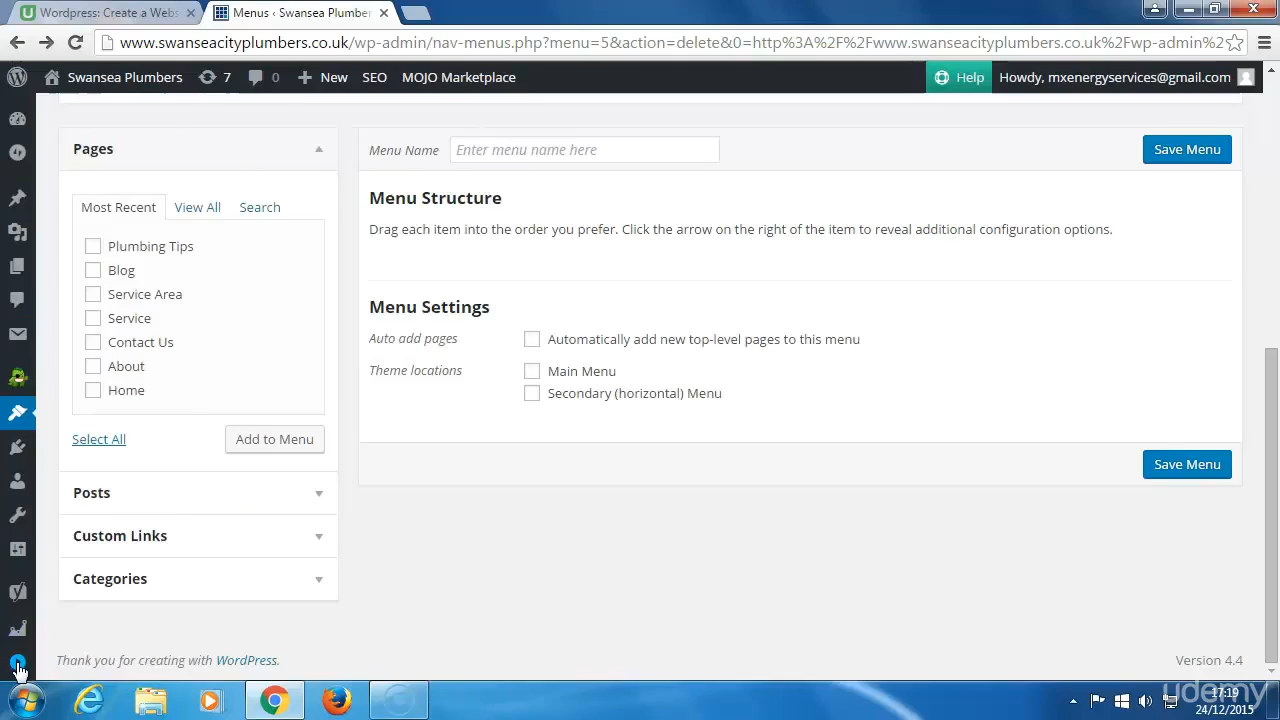 Wordpress: Create a Webs
Menus ‹ Swansea Plumber
www.swanseacityplumbers.co.uk/wp-admin/nav-menus.php?menu=5&action=delete&0=http%3A%2F%2Fwww.swanseacityplumbers.co.uk%2Fwp-admin%2
Swansea Plumbers 7 0 New SEO MOJO Marketplace Help Howdy, mxenergyservices@gmail.com
Pages
Menu Name Enter menu name here Save Menu
Most Recent View All Search
Menu Structure
Drag each item into the order you prefer. Click the arrow on the right of the item to reveal additional configuration options.
Plumbing Tips
Blog
Service Area
Service
Contact Us
About
Home
Select All Add to Menu
Menu Settings
Auto add pages Automatically add new top-level pages to this menu
Theme locations Main Menu
Secondary (horizontal) Menu
Save Menu
Posts
Custom Links
Categories
Thank you for creating with WordPress.
Version 4.4
udemy
17:19
24/12/2015